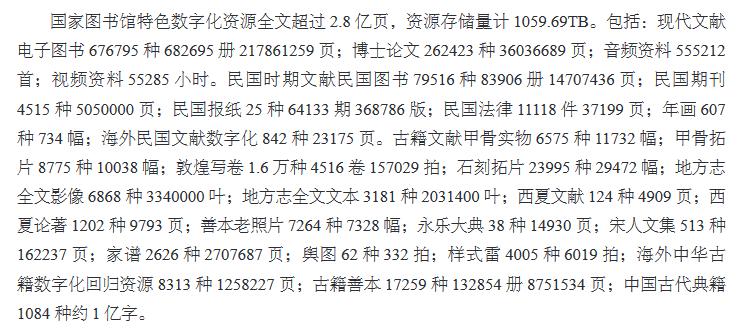 国家图书馆特色数字化资源全文超过 2.8 亿页，资源存储量计 1059.69TB。包括：现代文献
电子图书 676795 种 682695 册 217861259 页；博士论文 262423 种 36036689 页；音频资料 555212
首；视频资料 55285 小时。民国时期文献民国图书 79516 种 83906 册 14707436 页；民国期刊
4515 种 5050000 页；民国报纸 25 种 64133 期 368786 版；民国法律 11118 件 37199 页；年画 607
种 734 幅；海外民国文献数字化 842 种 23175 页。古籍文献甲骨实物 6575 种 11732 幅；甲骨拓
片 8775 种 10038 幅；敦煌写卷 1.6 万种 4516 卷 157029 拍；石刻拓片 23995 种 29472 幅；地方志
全文影像 6868 种 3340000 叶；地方志全文文本 3181 种 2031400 叶；西夏文献 124 种 4909 页；西
夏论著 1202 种 9793 页；善本老照片 7264 种 7328 幅；永乐大典 38 种 14930 页；宋人文集 513 种
162237 页；家谱 2626 种 2707687 页；舆图 62 种 332 拍；样式雷 4005 种 6019 拍；海外中华古
籍数字化回归资源 8313 种 1258227 页；古籍善本 17259 种 132854 册 8751534 页；中国古代典籍
1084 种约 1 亿字。